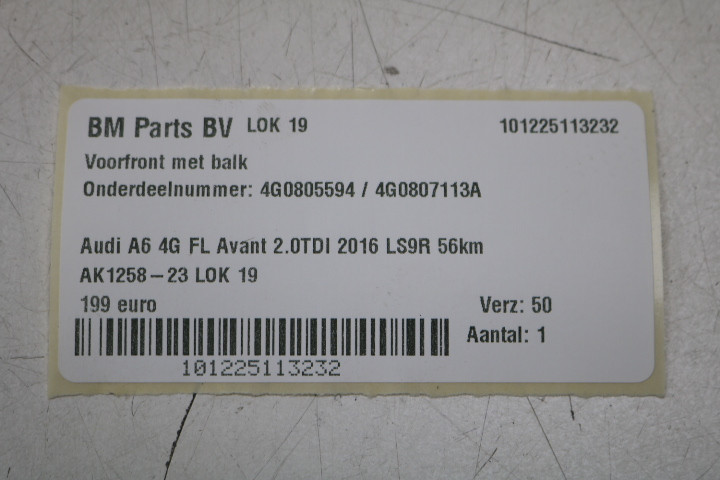 BM Parts BV LOK 19 101225113232
Voorfront met balk
Onderdeelnummer: 4G0805594 / 4G0807113A
Audi A6 4G FL Avant 2.0TDI 2016 LS9R 56km
AK1258-23 LOK 19
199 euro Verz: 50
Aantal: 1
101225113232